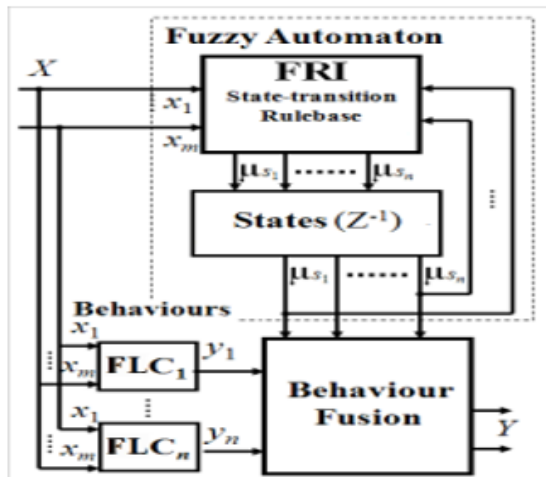 Fuzzy Automaton
X
FRI
State-transition
Rulebase
x1
xm
μs1 ...... μsn
States (Z-1)
μs1 ...... μsn
Behaviours
x1
xm
FLC1
y1
x1
xm
FLCn
yn
Behaviour
Fusion
Y